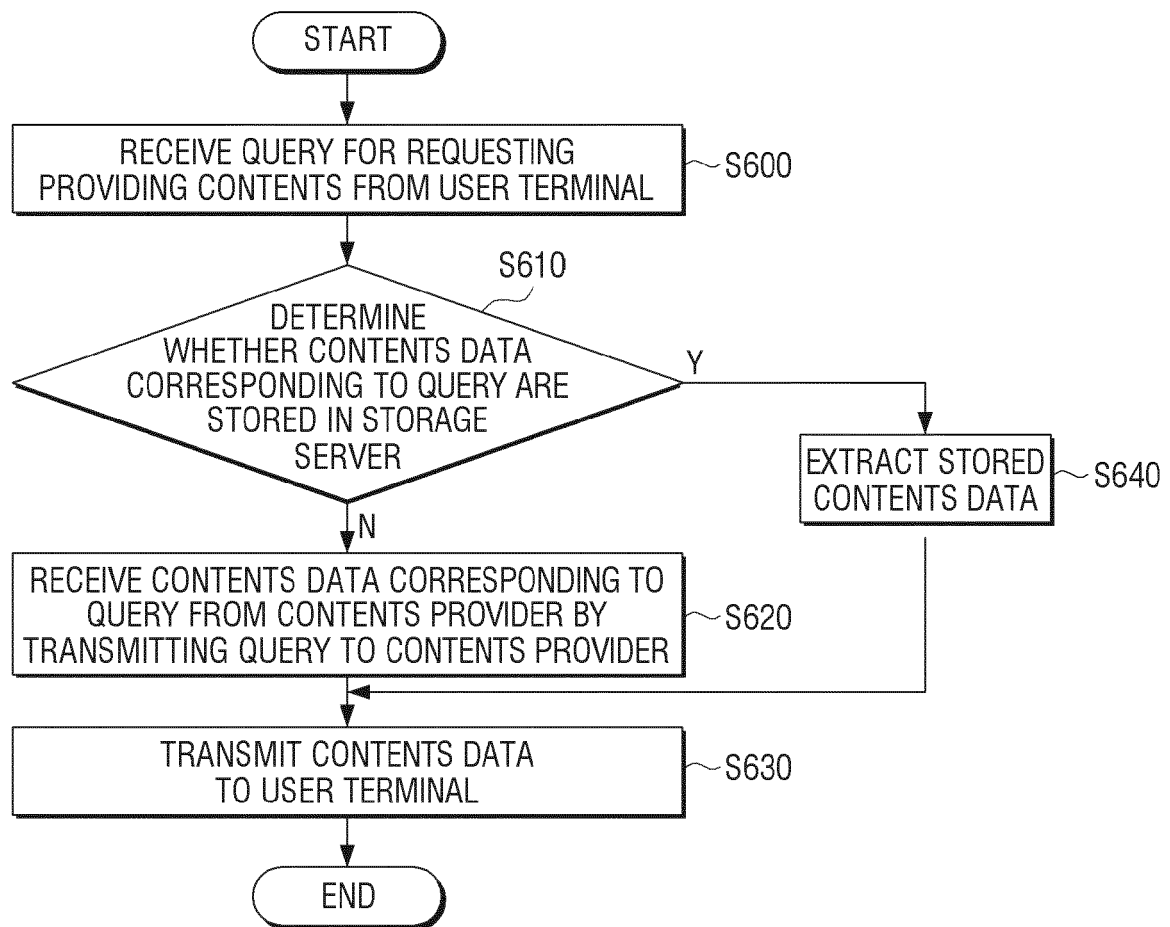 START
RECEIVE QUERY FOR REQUESTING
PROVIDING CONTENTS FROM USER TERMINAL
S600
S610
DETERMINE
WHETHER CONTENTS DATA
CORRESPONDING TO QUERY ARE
STORED IN STORAGE
SERVER
Y
EXTRACT STORED
CONTENTS DATA
S640
N
RECEIVE CONTENTS DATA CORRESPONDING TO
QUERY FROM CONTENTS PROVIDER BY
TRANSMITTING QUERY TO CONTENTS PROVIDER
S620
TRANSMIT CONTENTS DATA
TO USER TERMINAL
S630
END